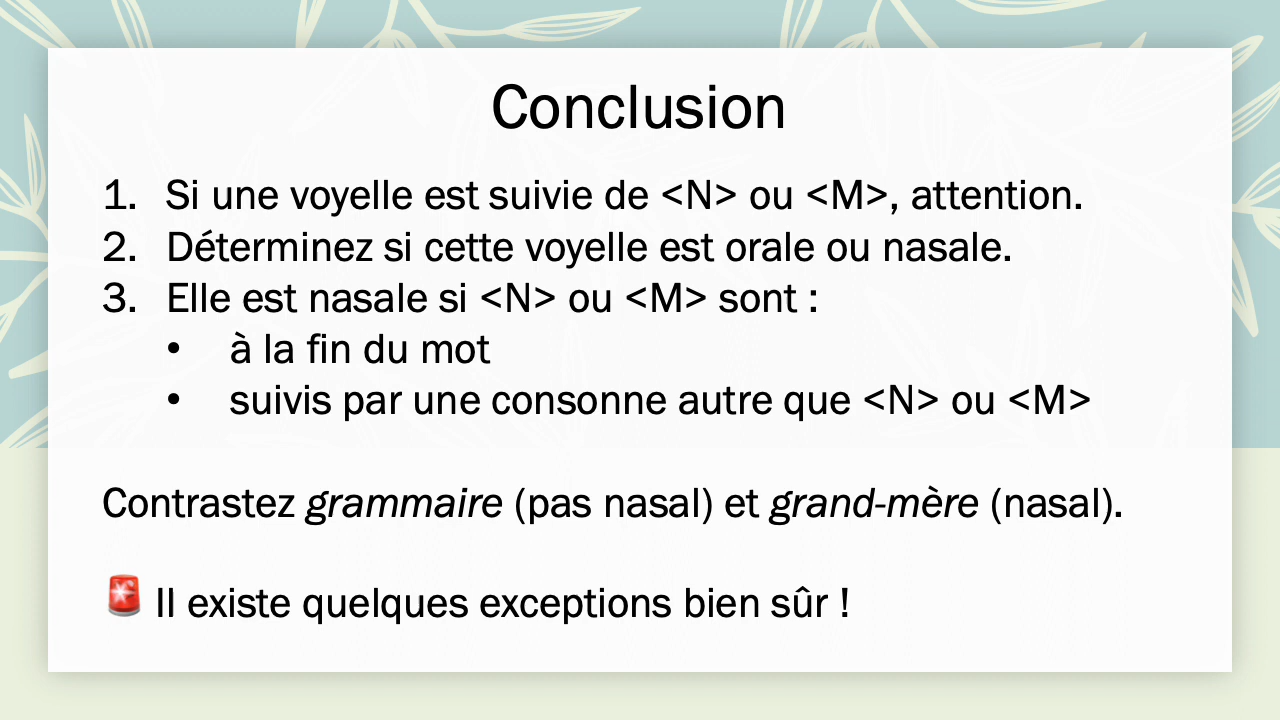 Conclusion
1. Si une voyelle est suivie de <N> ou <M>, attention.
2. Déterminez si cette voyelle est orale ou nasale.
3. Elle est nasale si <N> ou <M> sont :
• à la fin du mot
• suivis par une consonne autre que <N> ou <M>
Contrastez grammaire (pas nasal) et grand-mère (nasal).
🚨 Il existe quelques exceptions bien sûr !